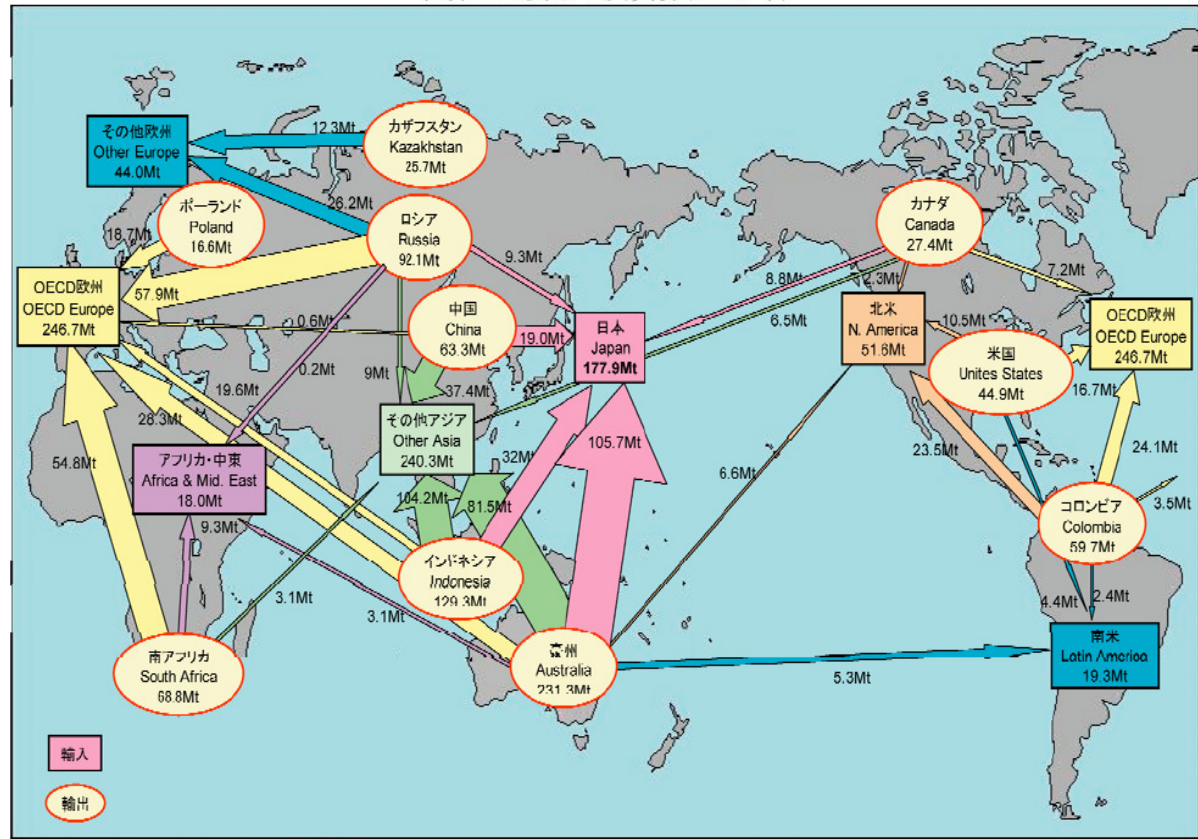 その他欧州
Other Europe
44.0Mt
12.3Mt
カザフスタン
Kazakhstan
25.7Mt
26.2Mt
ポーランド
Poland
16.6Mt
18.7Mt
ロシア
Russia
92.1Mt
9.3Mt
カナダ
Canada
27.4Mt
OECD欧州
OECD Europe
246.7Mt
57.9Mt
0.6Mt
中国
China
63.3Mt
19.0Mt
日本
Japan
177.9Mt
8.8Mt
6.5Mt
2.3Mt
7.2Mt
北米
N. America
51.6Mt
10.5Mt
OECD欧州
OECD Europe
246.7Mt
米国
Unites States
44.9Mt
16.7Mt
0.2Mt
9Mt
37.4Mt
19.6Mt
28.3Mt
54.8Mt
アフリカ・中東
Africa & Mid. East
18.0Mt
その他アジア
Other Asia
240.3Mt
32Mt
105.7Mt
104.2Mt
81.5Mt
6.6Mt
23.5Mt
24.1Mt
3.5Mt
コロンビア
Colombia
59.7Mt
9.3Mt
3.1Mt
3.1Mt
インドネシア
Indonesia
129.3Mt
4.4Mt
2.4Mt
南アフリカ
South Africa
68.8Mt
豪州
Australia
231.3Mt
5.3Mt
南米
Latin America
19.3Mt
輸入
輸出